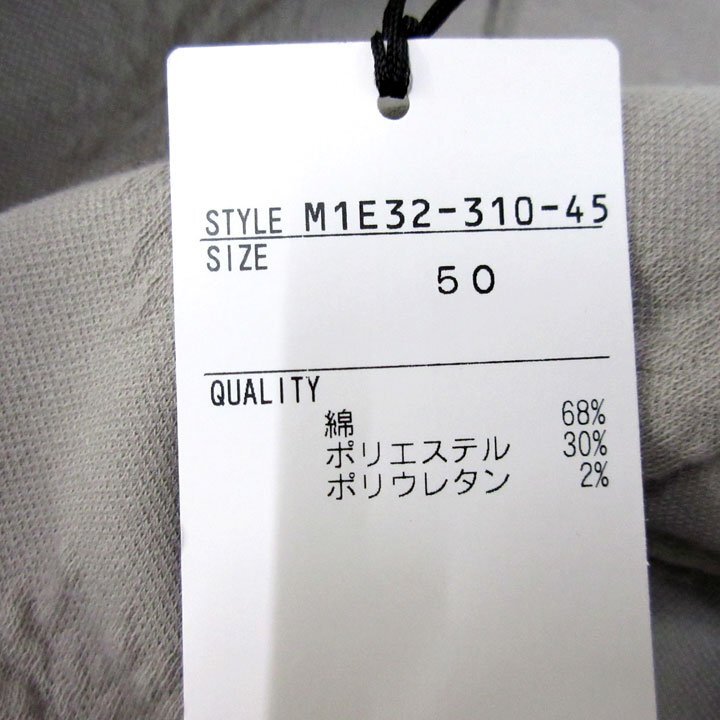 STYLE M1E32-310-45
SIZE
50
QUALITY
綿 68%
ポリエステル 30%
ポリウレタン 2%